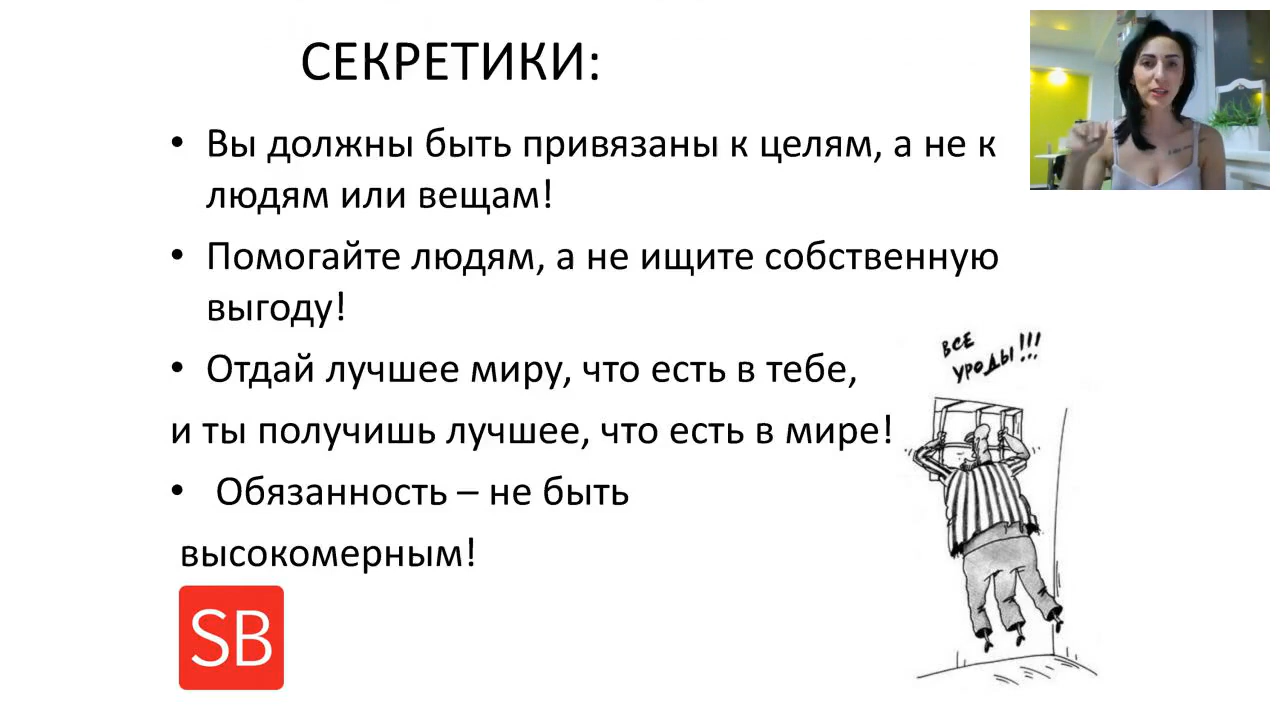 СЕКРЕТИКИ:
• Вы должны быть привязаны к целям, а не к
людям или вещам!
• Помогайте людям, а не ищите собственную
выгоду!
• Отдай лучшее миру, что есть в тебе,
и ты получишь лучшее, что есть в мире!
• Обязанность – не быть
высокомерным!
ВСЕ
УРОДЫ!!!
SB